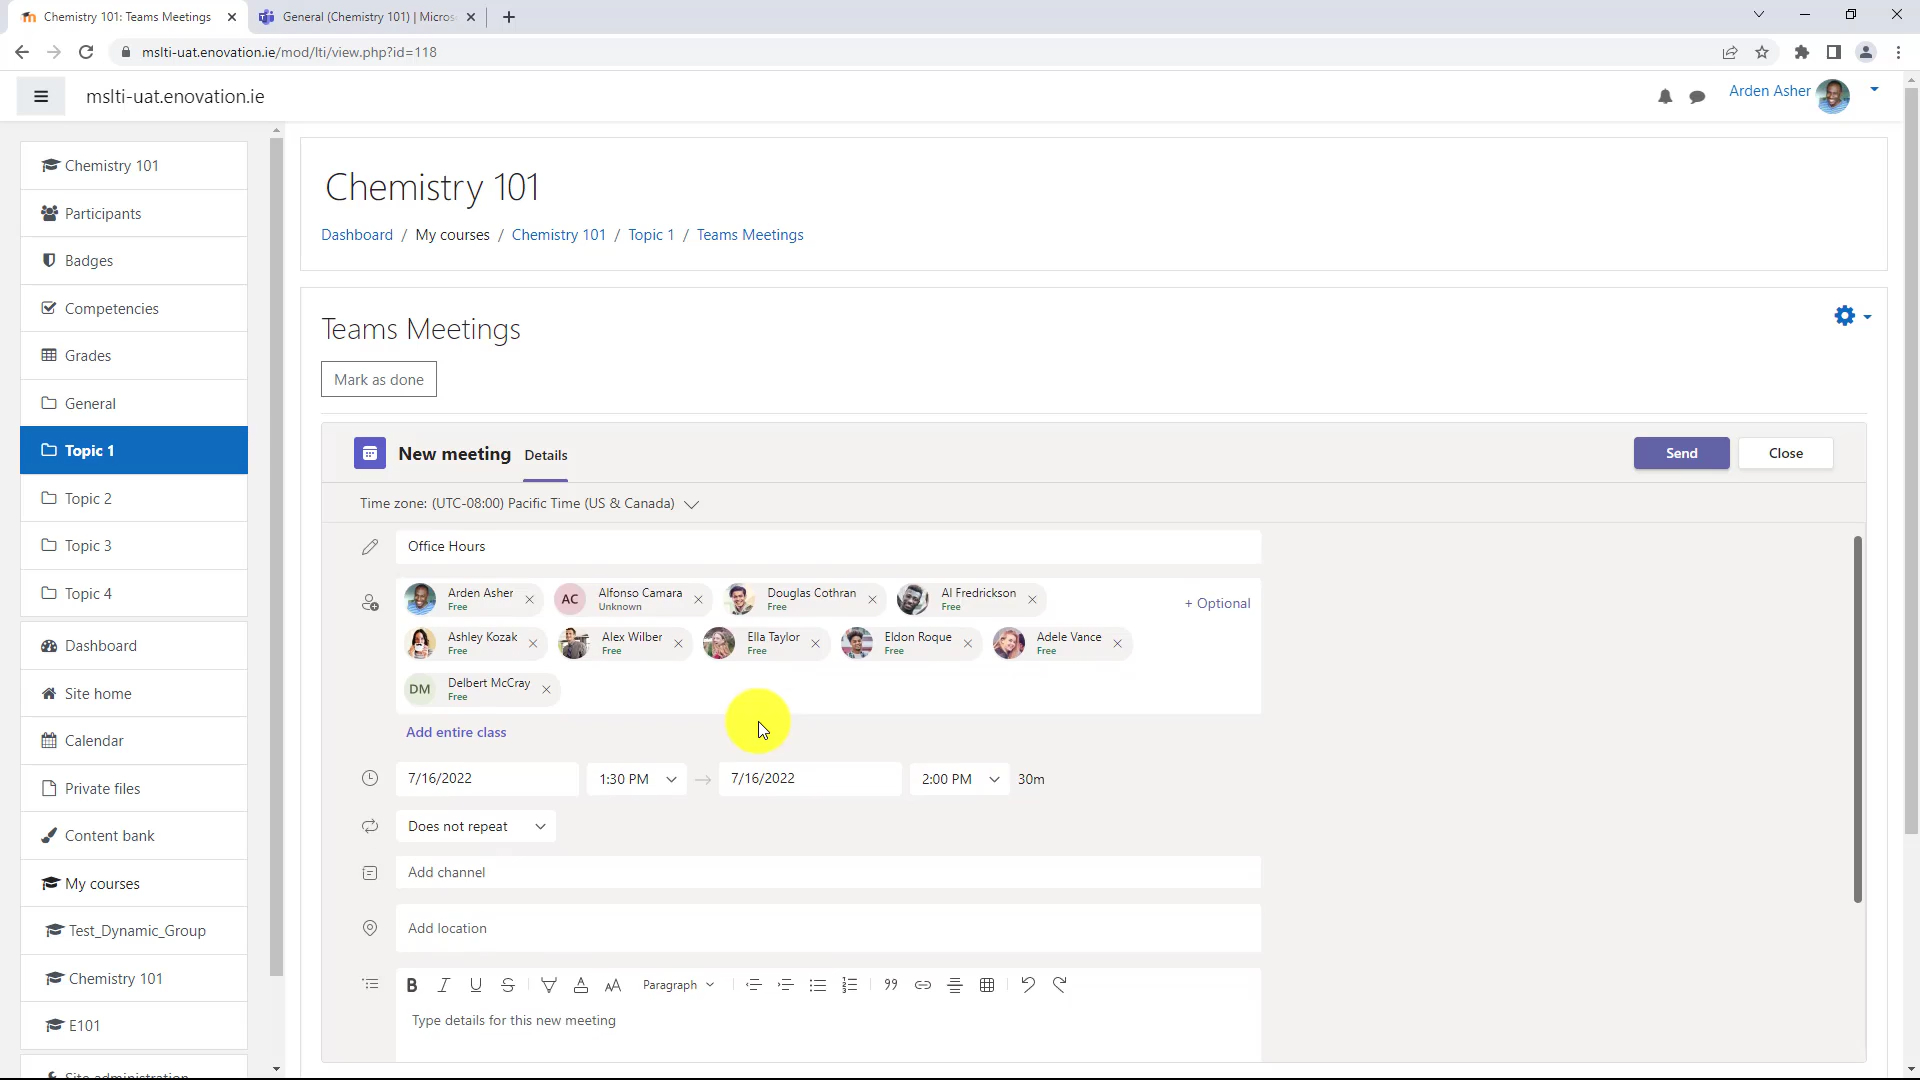 Chemistry 101: Teams Meetings
General (Chemistry 101) | Micros
mslti-uat.enovation.ie/mod/lti/view.php?id=118
mslti-uat.enovation.ie
Arden Asher
Chemistry 101
Participants
Badges
Competencies
Grades
General
Topic 1
Topic 2
Topic 3
Topic 4
Dashboard
Site home
Calendar
Private files
Content bank
My courses
Test_Dynamic_Group
Chemistry 101
E101
Site administration
Chemistry 101
Dashboard / My courses / Chemistry 101 / Topic 1 / Teams Meetings
Teams Meetings
Mark as done
New meeting Details
Send Close
Time zone: (UTC-08:00) Pacific Time (US & Canada)
Office Hours
Arden Asher AC Alfonso Camara Douglas Cothran Al Fredrickson
Free Unknown Free Free
+ Optional
Ashley Kozak Alex Wilber Ella Taylor Eldon Roque Adele Vance
Free Free Free Free Free
DM Delbert McCray
Free
Add entire class
7/16/2022 1:30 PM 7/16/2022 2:00 PM 30m
Does not repeat
Add channel
Add location
B I U S A AA Paragraph
Type details for this new meeting